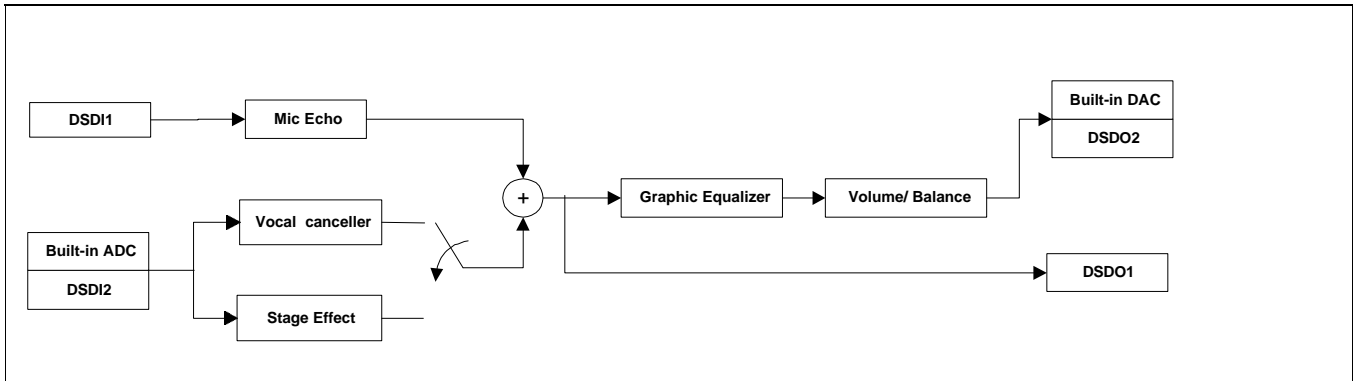 DSDI1
Mic Echo
Built-in DAC
DSDO2
+
Graphic Equalizer
Volume/ Balance
Vocal canceller
Built-in ADC
DSDI2
DSDO1
Stage Effect